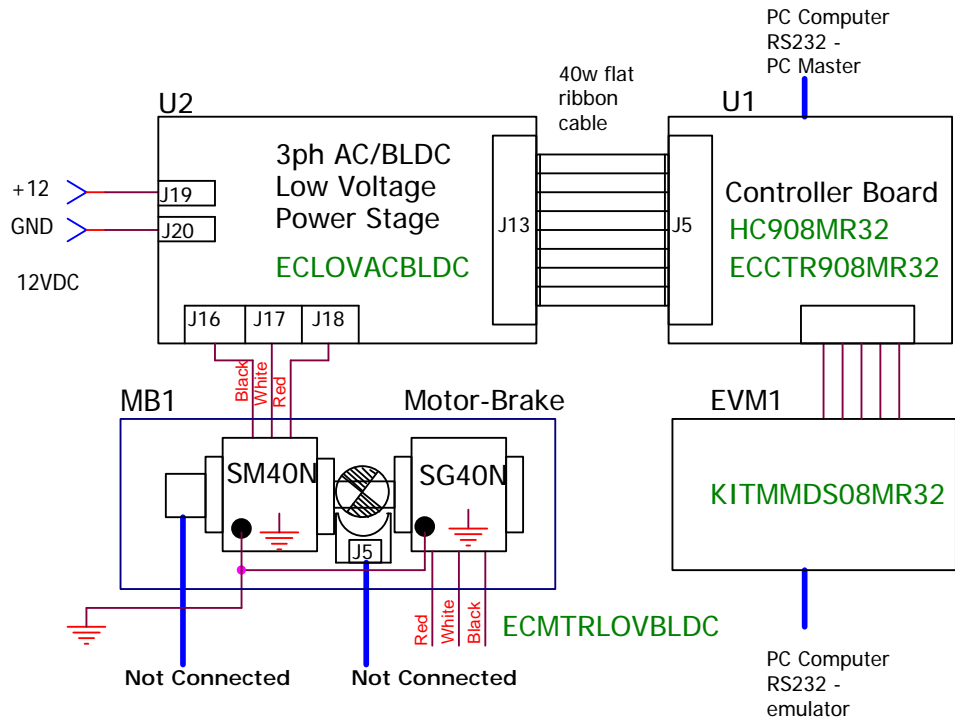 PC Computer
RS232 -
PC Master
40w flat
ribbon
cable
U2
U1
3ph AC/BLDC
Low Voltage
Power Stage
ECLOVACBLDC
+12
GND
12VDC
J19
J20
J13
J5
Controller Board
HC908MR32
ECCTR908MR32
J16
J17
J18
Black
White
Red
MB1
Motor-Brake
EVM1
SM40N
SG40N
J5
KITMMDS08MR32
Red
White
Black
ECMTRLOVBLDC
Not Connected
Not Connected
PC Computer
RS232 -
emulator